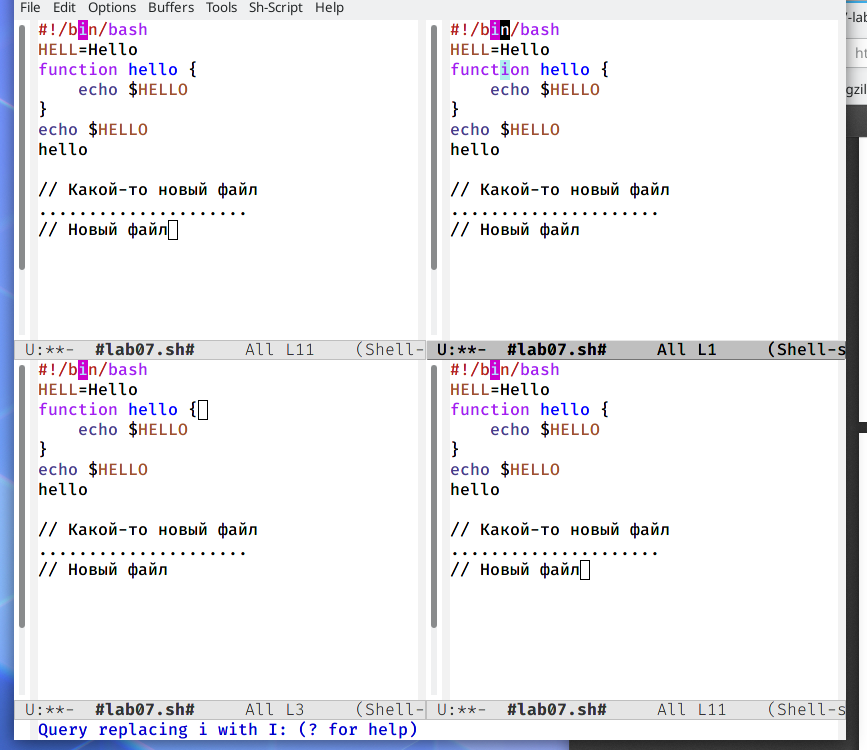 File Edit Options Buffers Tools Sh-Script Help
#!/bin/bash
HELL=Hello
function hello {
    echo $HELLO
}
echo $HELLO
hello
// Какой-то новый файл
.....................
// Новый файл
U:**- #lab07.sh# All L11 (Shell-
#!/bin/bash
HELL=Hello
function hello {
    echo $HELLO
}
echo $HELLO
hello
// Какой-то новый файл
.....................
// Новый файл
U:**- #lab07.sh# All L1 (Shell-s
#!/bin/bash
HELL=Hello
function hello {
    echo $HELLO
}
echo $HELLO
hello
// Какой-то новый файл
.....................
// Новый файл
U:**- #lab07.sh# All L3 (Shell-
#!/bin/bash
HELL=Hello
function hello {
    echo $HELLO
}
echo $HELLO
hello
// Какой-то новый файл
.....................
// Новый файл
U:**- #lab07.sh# All L11 (Shell-s
Query replacing i with I: (? for help)